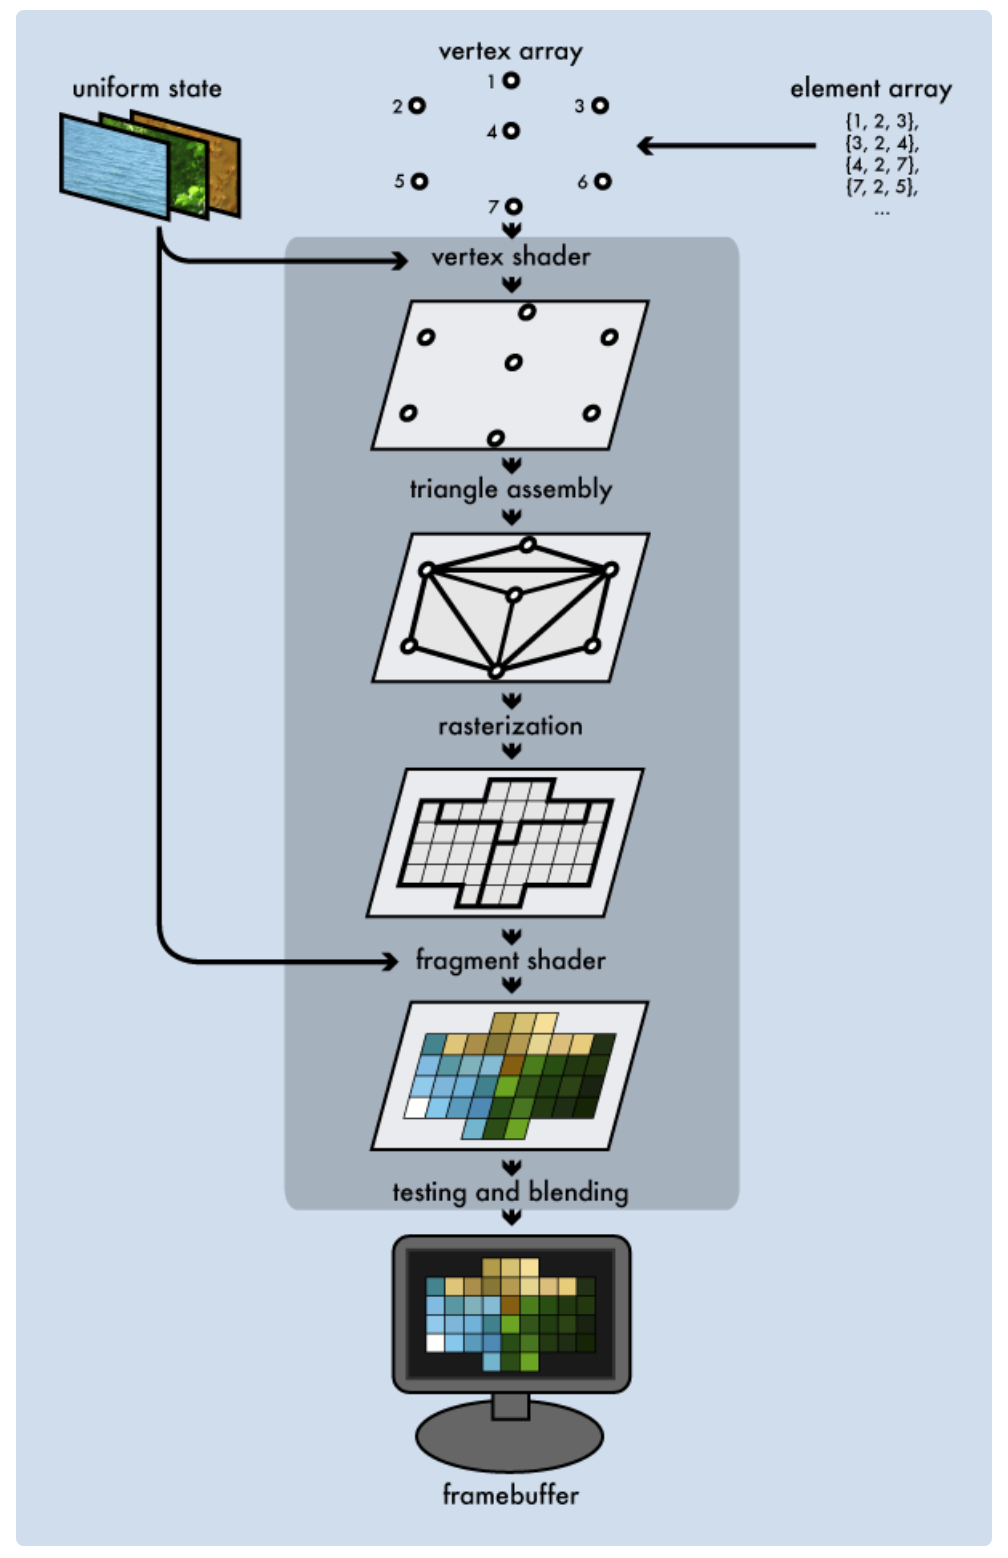 vertex array
uniform state
element array
1
2
3
4
5
6
7
{1, 2, 3},
{3, 2, 4},
{4, 2, 7},
{7, 2, 5},
...
vertex shader
triangle assembly
rasterization
fragment shader
testing and blending
framebuffer